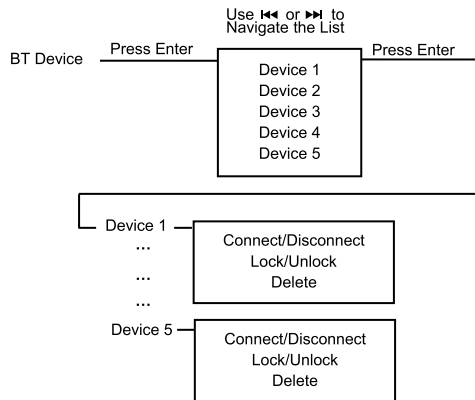 Use ⏮ or ⏭ to
Navigate the List
BT Device
Press Enter
Press Enter
Device 1
Device 2
Device 3
Device 4
Device 5
Device 1
Connect/Disconnect
Lock/Unlock
Delete
...
...
...
Device 5
Connect/Disconnect
Lock/Unlock
Delete